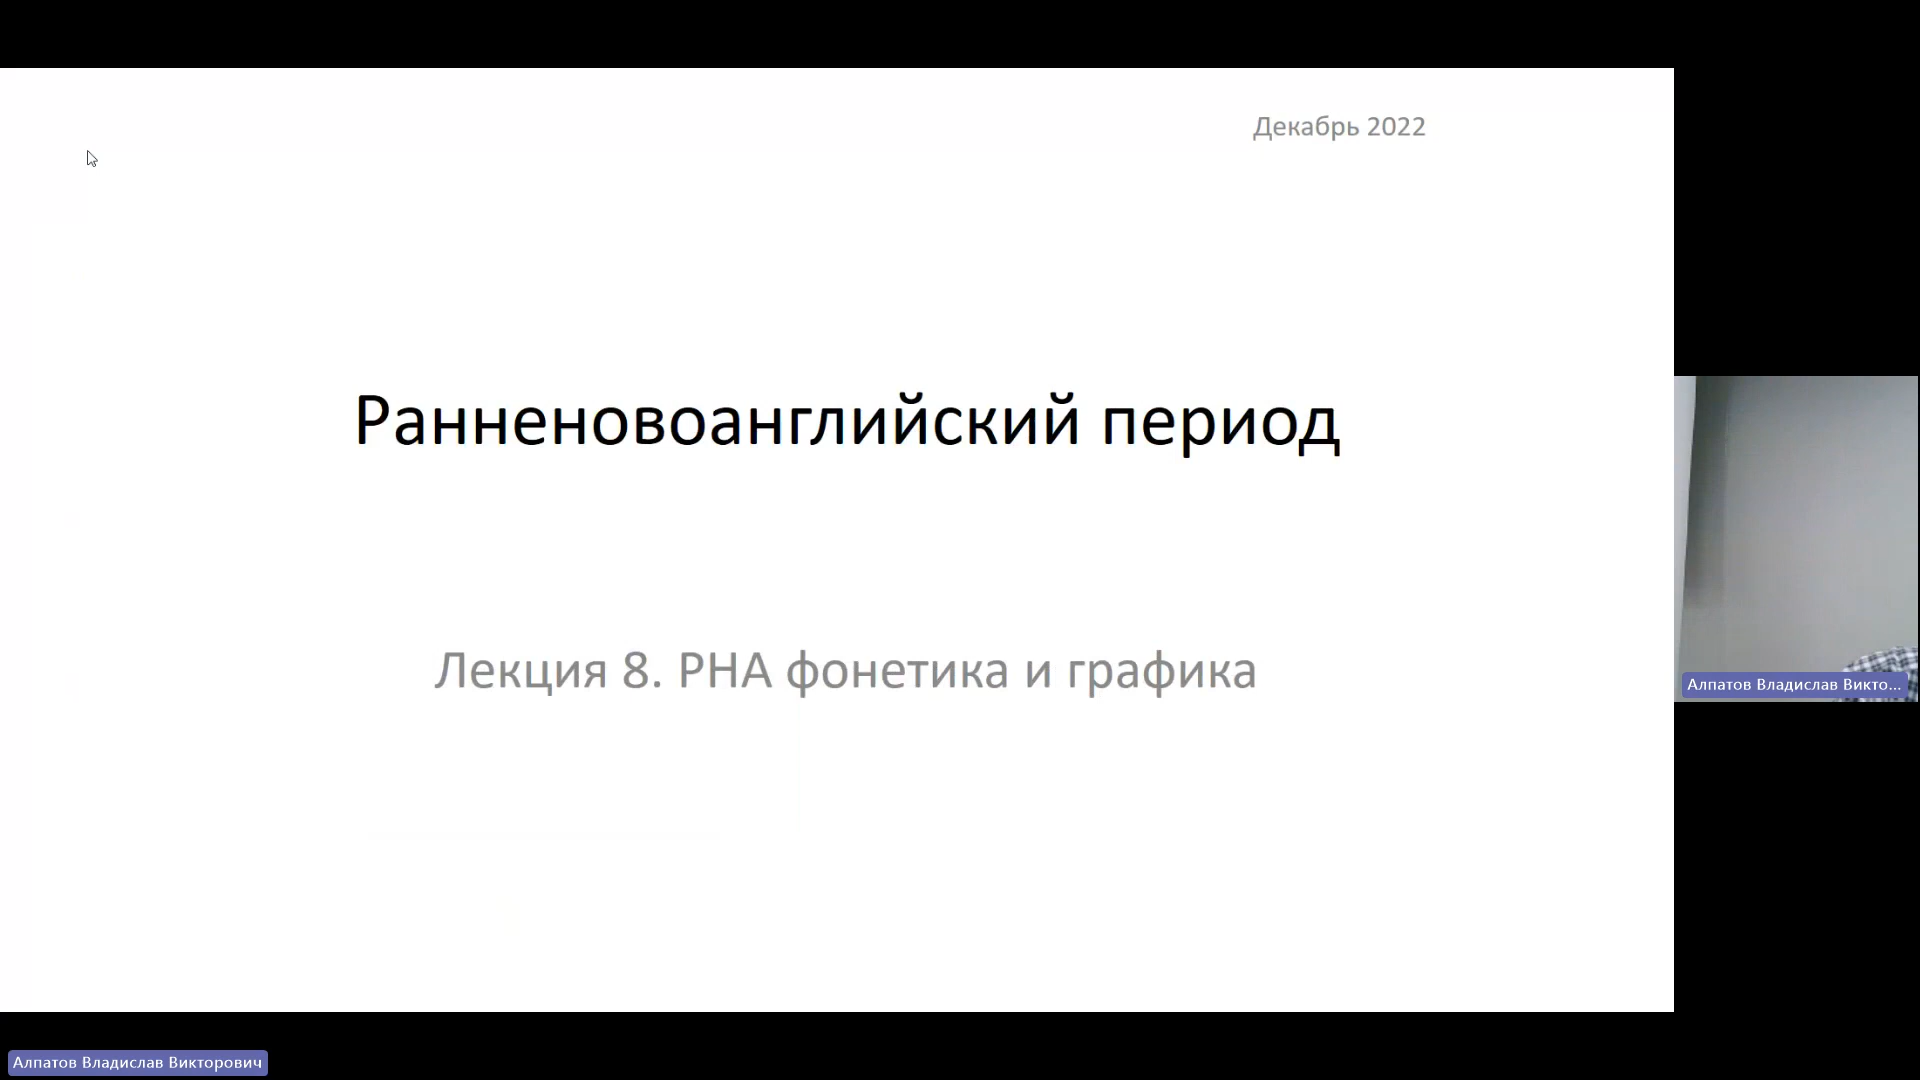 Декабрь 2022
Ранненовоанглийский период
Лекция 8. РНА фонетика и графика
Алпатов Владислав Викто...
Алпатов Владислав Викторович